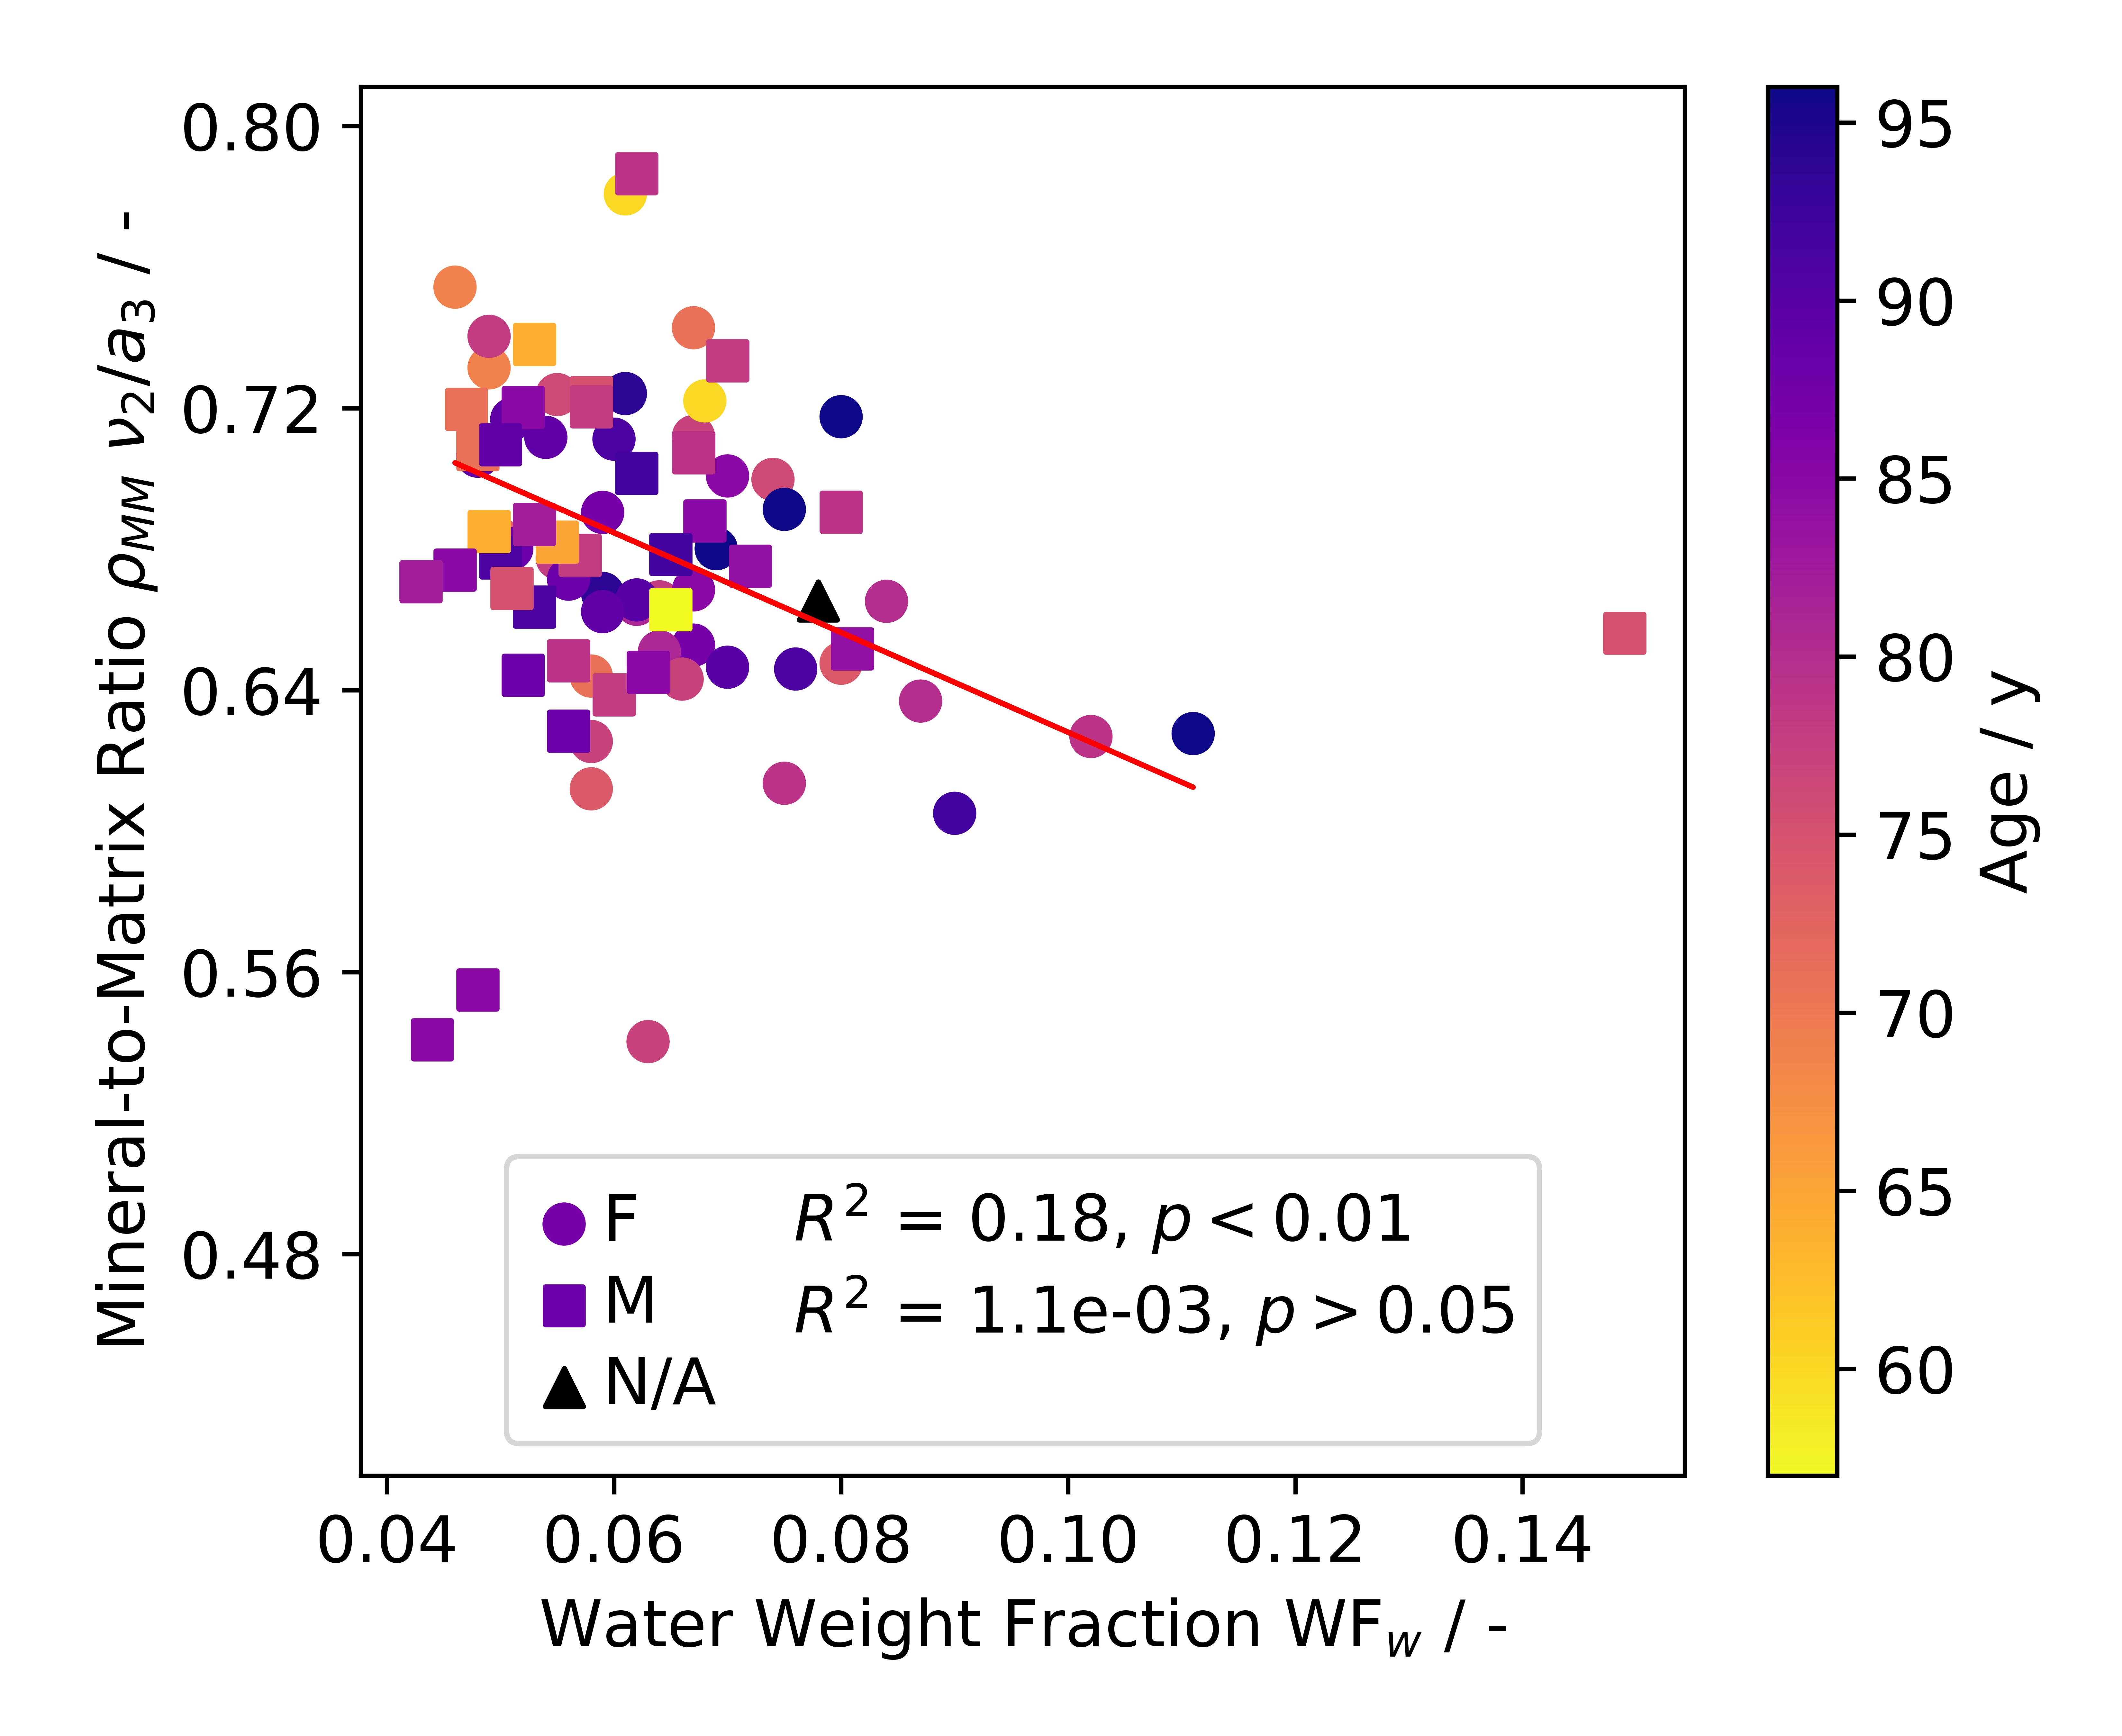 0.80
0.72
0.64
0.56
0.48
Mineral-to-Matrix Ratio ρMM ν2/a3 / -
0.04 0.06 0.08 0.10 0.12 0.14
Water Weight Fraction WFw / -
F R2 = 0.18, p < 0.01
M R2 = 1.1e-03, p > 0.05
N/A
95
90
85
80
75
70
65
60
Age / y